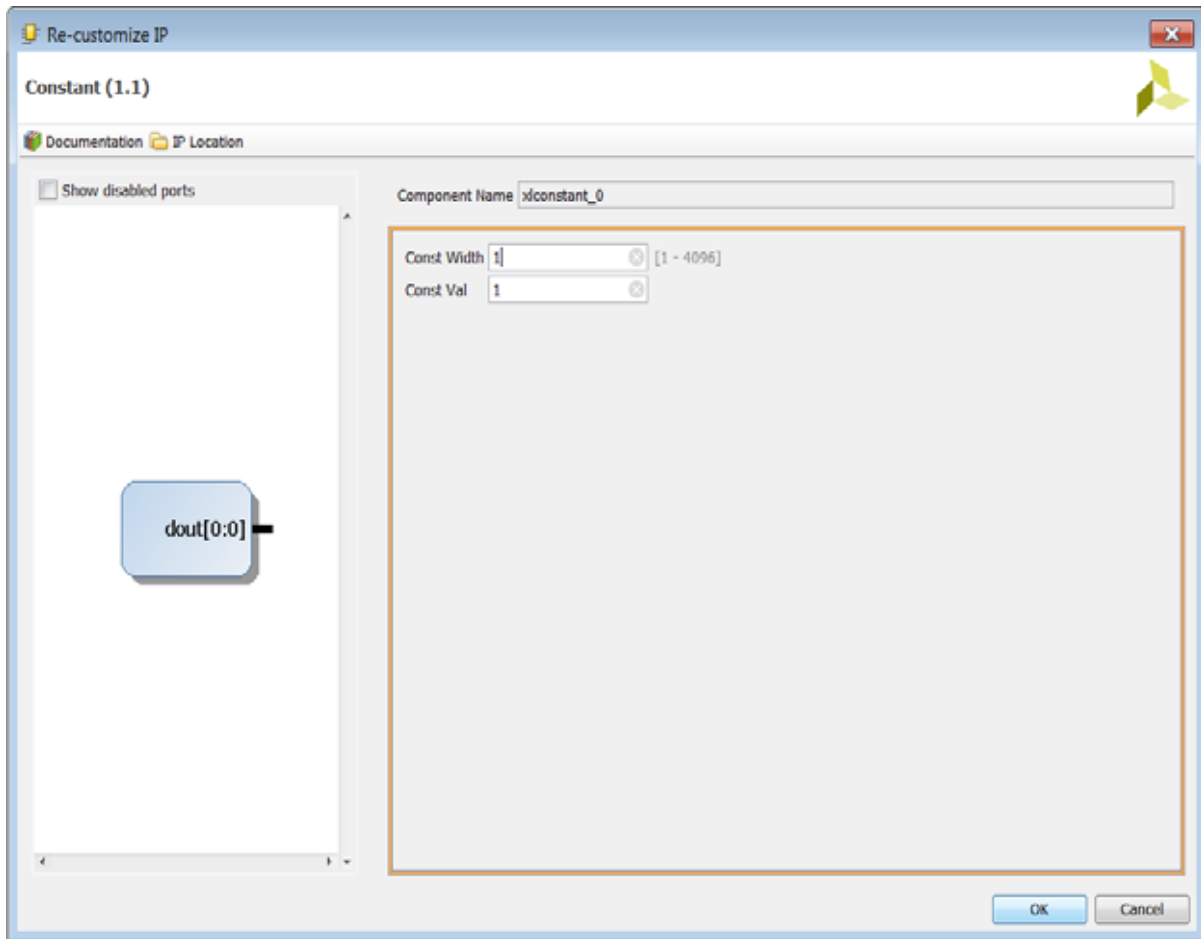 Re-customize IP
Constant (1.1)
Documentation IP Location
Show disabled ports
Component Name xlconstant_0
Const Width 1 [1 - 4096]
Const Val 1
dout[0:0]
OK Cancel